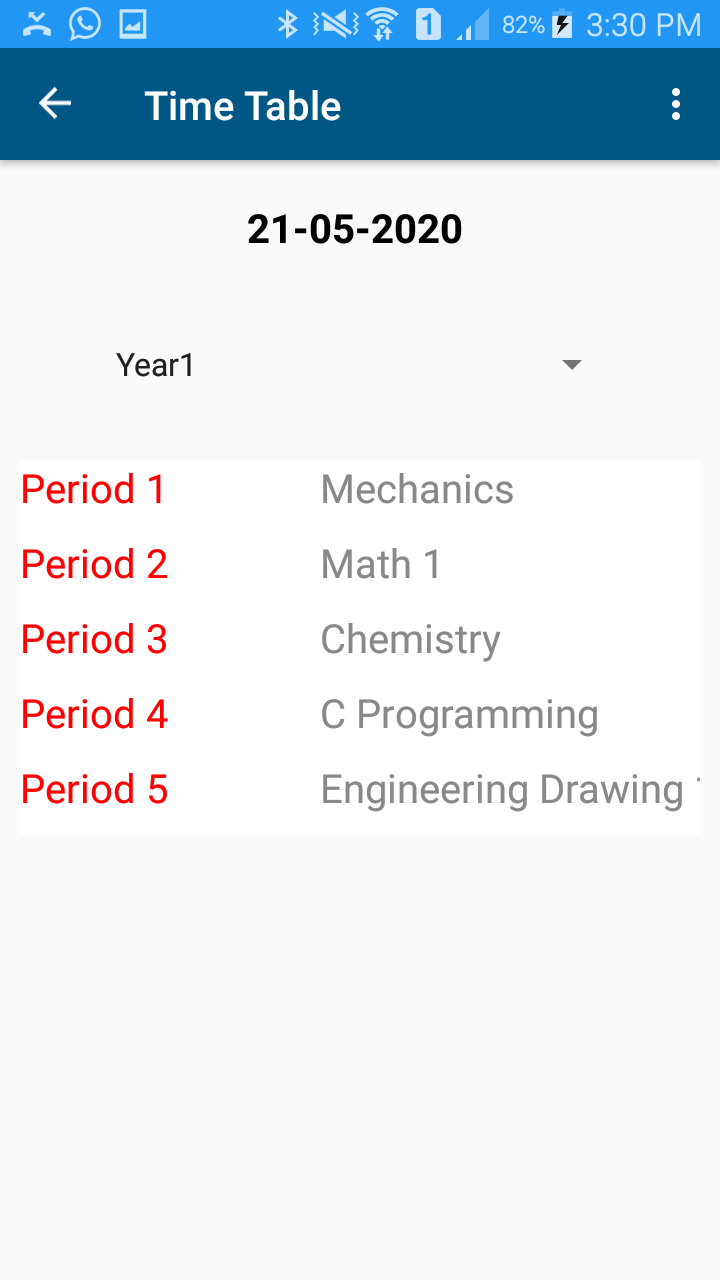 1 82% 3:30 PM
Time Table
21-05-2020
Year1
Period 1 Mechanics
Period 2 Math 1
Period 3 Chemistry
Period 4 C Programming
Period 5 Engineering Drawing